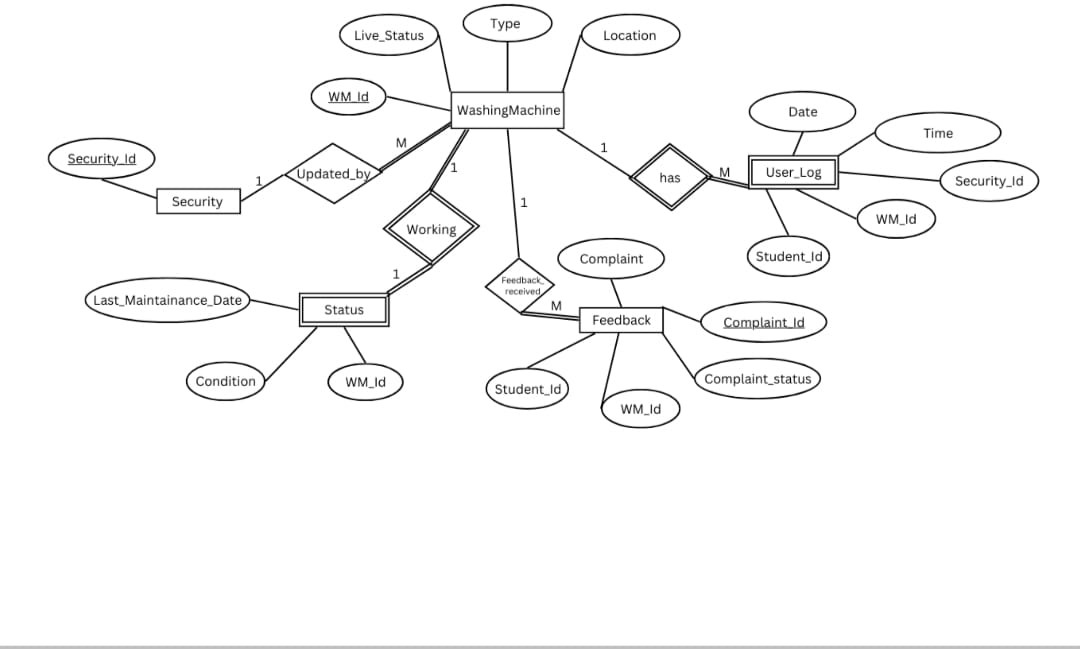 Type
Live_Status
Location
WM_Id
WashingMachine
Date
Time
M
Security_Id
1
1
Updated_by
1
has
M
User_Log
Security_Id
Security
1
WM_Id
Working
Student_Id
Complaint
1
Feedback_
received
Last_Maintainance_Date
M
Status
Feedback
Complaint_Id
Condition
WM_Id
Student_Id
Complaint_status
WM_Id